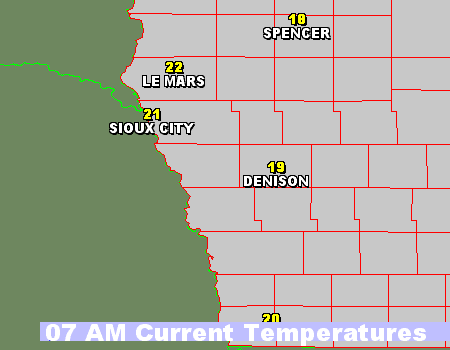 18
SPENCER
22
LE MARS
21
SIOUX CITY
19
DENISON
20
07 AM Current Temperatures